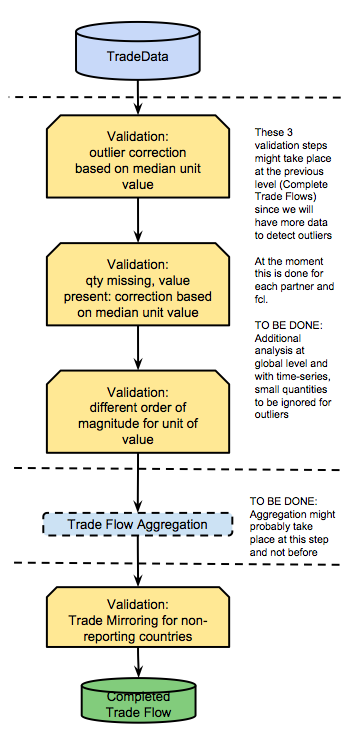 TradeData
Validation:
outlier correction
based on median unit
value
These 3
validation steps
might take place
at the previous
level (Complete
Trade Flows)
since we will
have more data
to detect outliers
At the moment
this is done for
each partner and
fcl.
TO BE DONE:
Additional
analysis at
global level and
with time-series,
small quantities
to be ignored for
outliers
Validation:
qty missing, value
present: correction based
on median unit value
Validation:
different order of
magnitude for unit of
value
Trade Flow Aggregation
TO BE DONE:
Aggregation might
probably take
place at this step
and not before
Validation:
Trade Mirroring for non-
reporting countries
Completed
Trade Flow